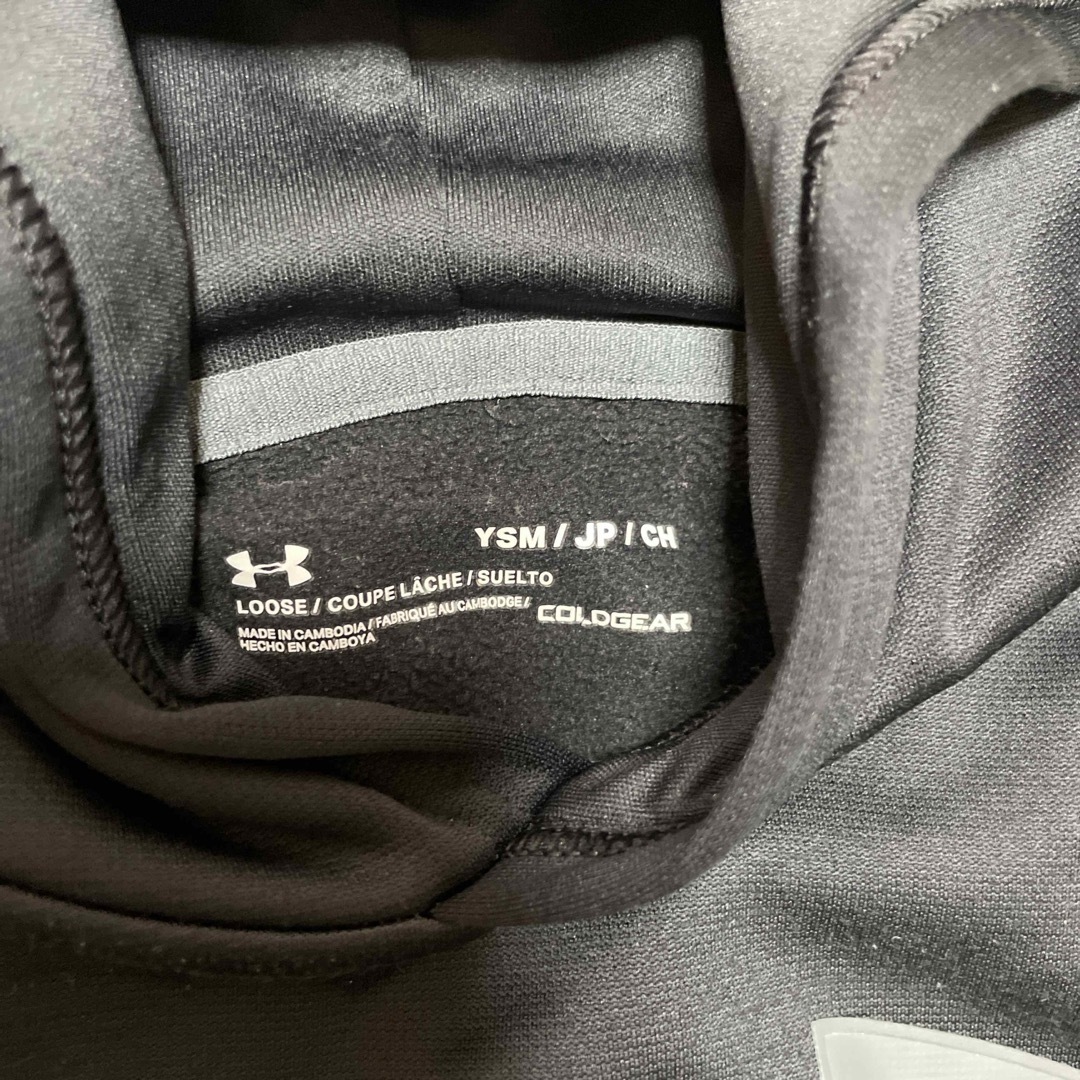 YSM / JP / CH
LOOSE / COUPE LÂCHE / SUELTO
MADE IN CAMBODIA / FABRIQUÉ AU CAMBODGE /
HECHO EN CAMBOYA
COLDGEAR